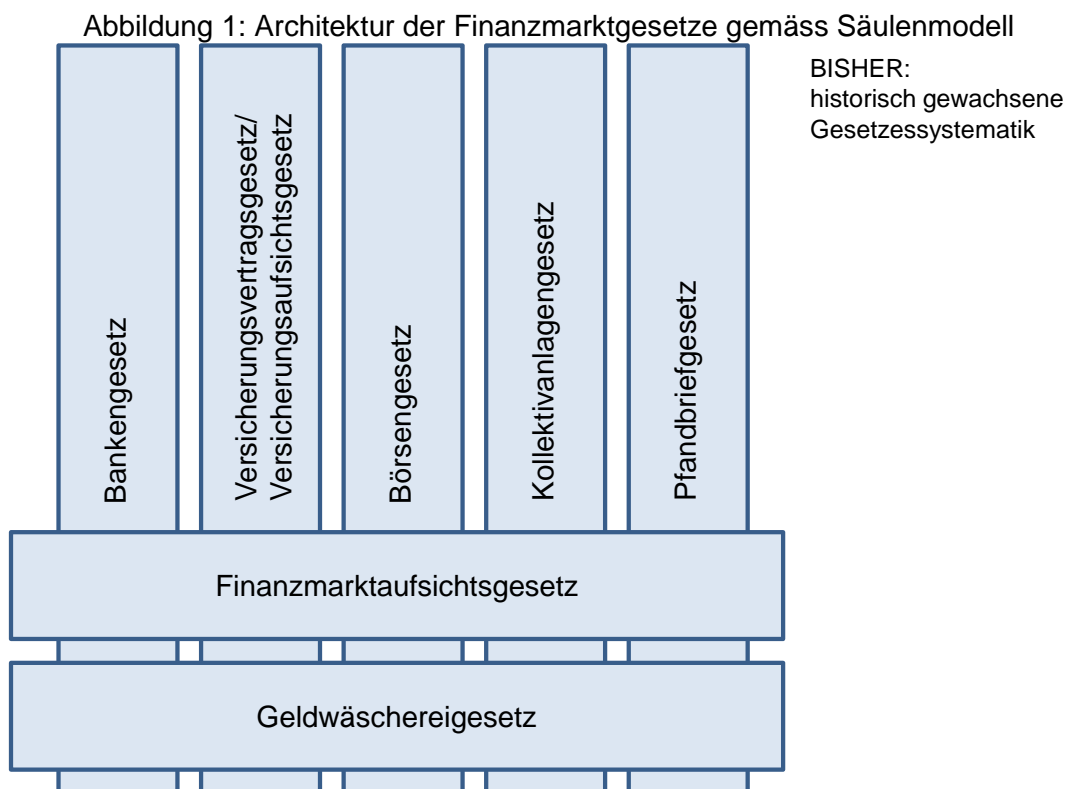 Abbildung 1: Architektur der Finanzmarktgesetze gemäss Säulenmodell
BISHER:
historisch gewachsene
Gesetzessystematik
Bankengesetz
Versicherungsvertragsgesetz/
Versicherungsaufsichtsgesetz
Börsengesetz
Kollektivanlagengesetz
Pfandbriefgesetz
Finanzmarktaufsichtsgesetz
Geldwäschereigesetz